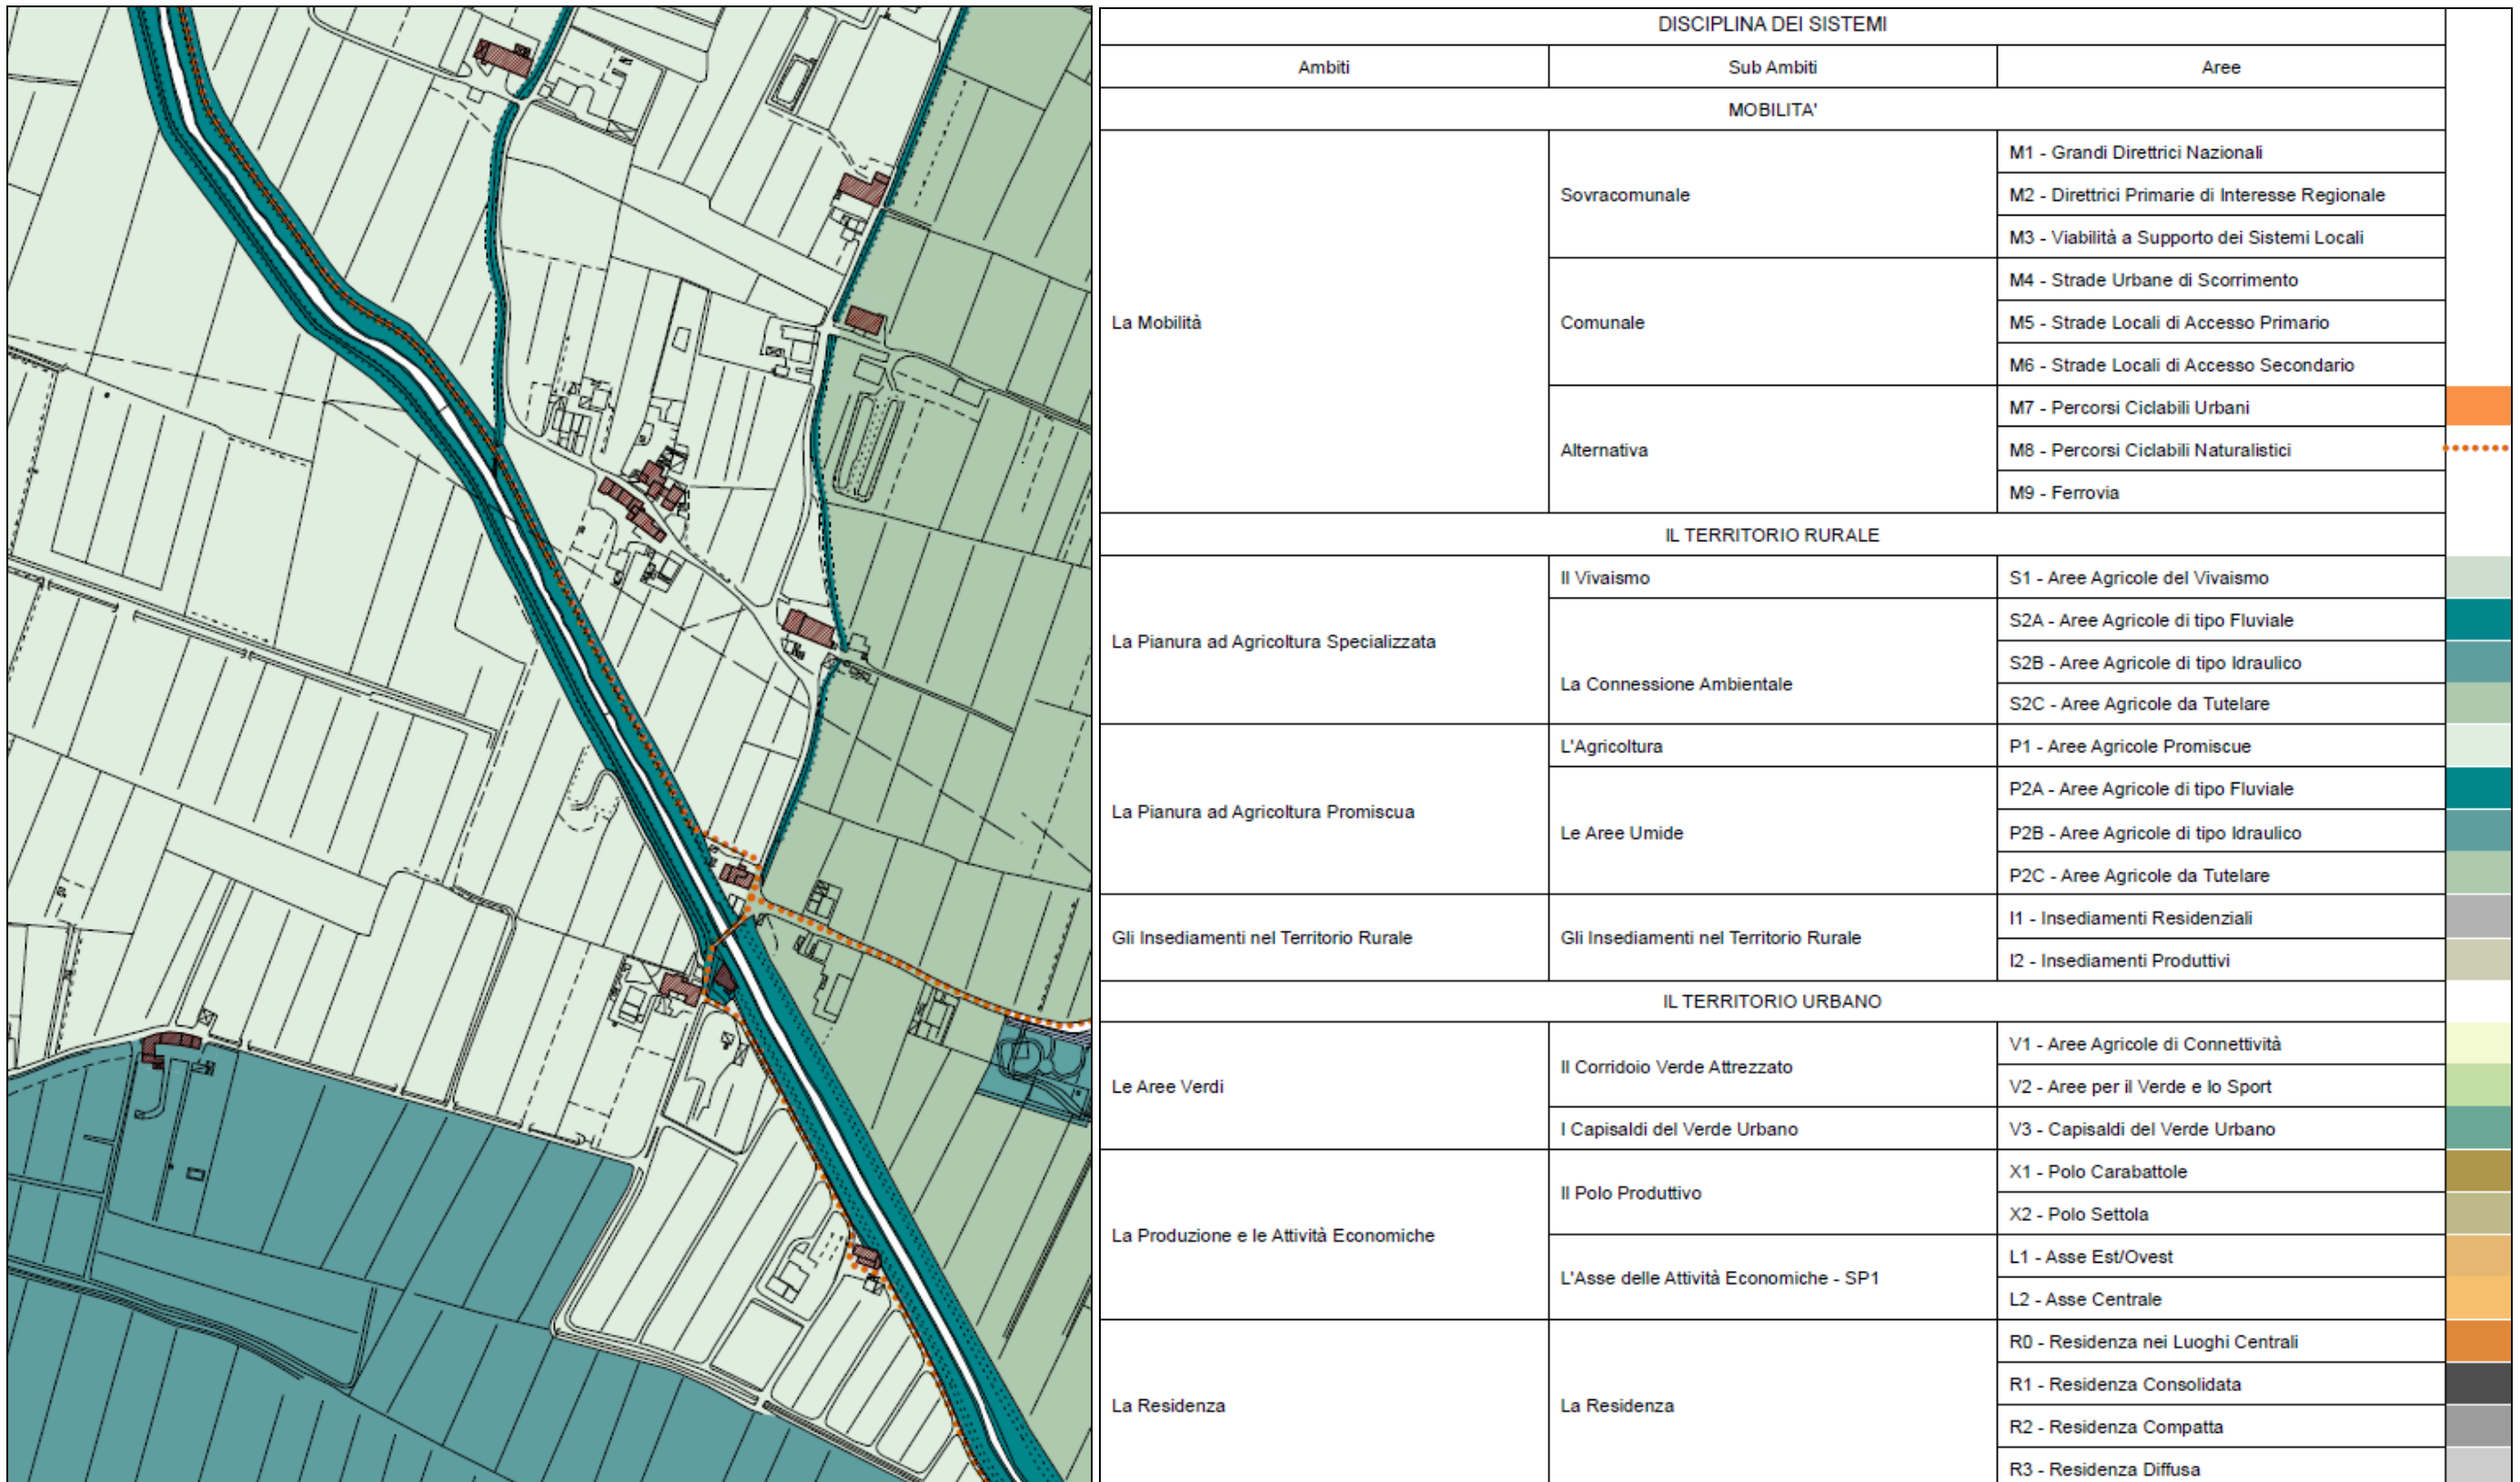 DISCIPLINA DEI SISTEMI
Ambiti Sub Ambiti Aree
MOBILITA'
La Mobilità
Sovracomunale
M1 - Grandi Direttrici Nazionali
M2 - Direttrici Primarie di Interesse Regionale
M3 - Viabilità a Supporto dei Sistemi Locali
Comunale
M4 - Strade Urbane di Scorrimento
M5 - Strade Locali di Accesso Primario
M6 - Strade Locali di Accesso Secondario
Alternativa
M7 - Percorsi Ciclabili Urbani
M8 - Percorsi Ciclabili Naturalistici
M9 - Ferrovia
IL TERRITORIO RURALE
La Pianura ad Agricoltura Specializzata
Il Vivaismo
S1 - Aree Agricole del Vivaismo
La Connessione Ambientale
S2A - Aree Agricole di tipo Fluviale
S2B - Aree Agricole di tipo Idraulico
S2C - Aree Agricole da Tutelare
La Pianura ad Agricoltura Promiscua
L'Agricoltura
P1 - Aree Agricole Promiscue
Le Aree Umide
P2A - Aree Agricole di tipo Fluviale
P2B - Aree Agricole di tipo Idraulico
P2C - Aree Agricole da Tutelare
Gli Insediamenti nel Territorio Rurale
Gli Insediamenti nel Territorio Rurale
I1 - Insediamenti Residenziali
I2 - Insediamenti Produttivi
IL TERRITORIO URBANO
Le Aree Verdi
Il Corridoio Verde Attrezzato
V1 - Aree Agricole di Connettività
V2 - Aree per il Verde e lo Sport
I Capisaldi del Verde Urbano
V3 - Capisaldi del Verde Urbano
La Produzione e le Attività Economiche
Il Polo Produttivo
X1 - Polo Carabattole
X2 - Polo Settola
L'Asse delle Attività Economiche - SP1
L1 - Asse Est/Ovest
L2 - Asse Centrale
La Residenza
La Residenza
R0 - Residenza nei Luoghi Centrali
R1 - Residenza Consolidata
R2 - Residenza Compatta
R3 - Residenza Diffusa